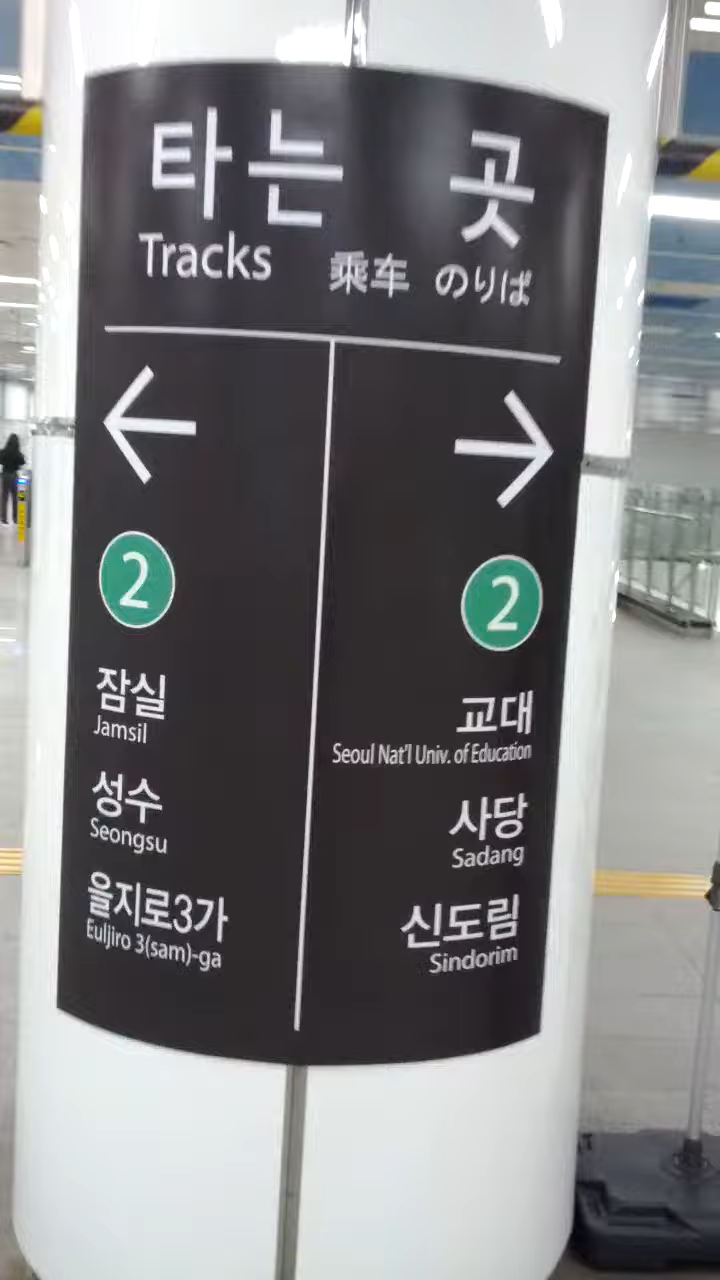 타는 곳
Tracks 乘车 のりば
← →
2 2
잠실
Jamsil
성수
Seongsu
을지로3가
Euljiro 3(sam)-ga
교대
Seoul Nat'l Univ. of Education
사당
Sadang
신도림
Sindorim